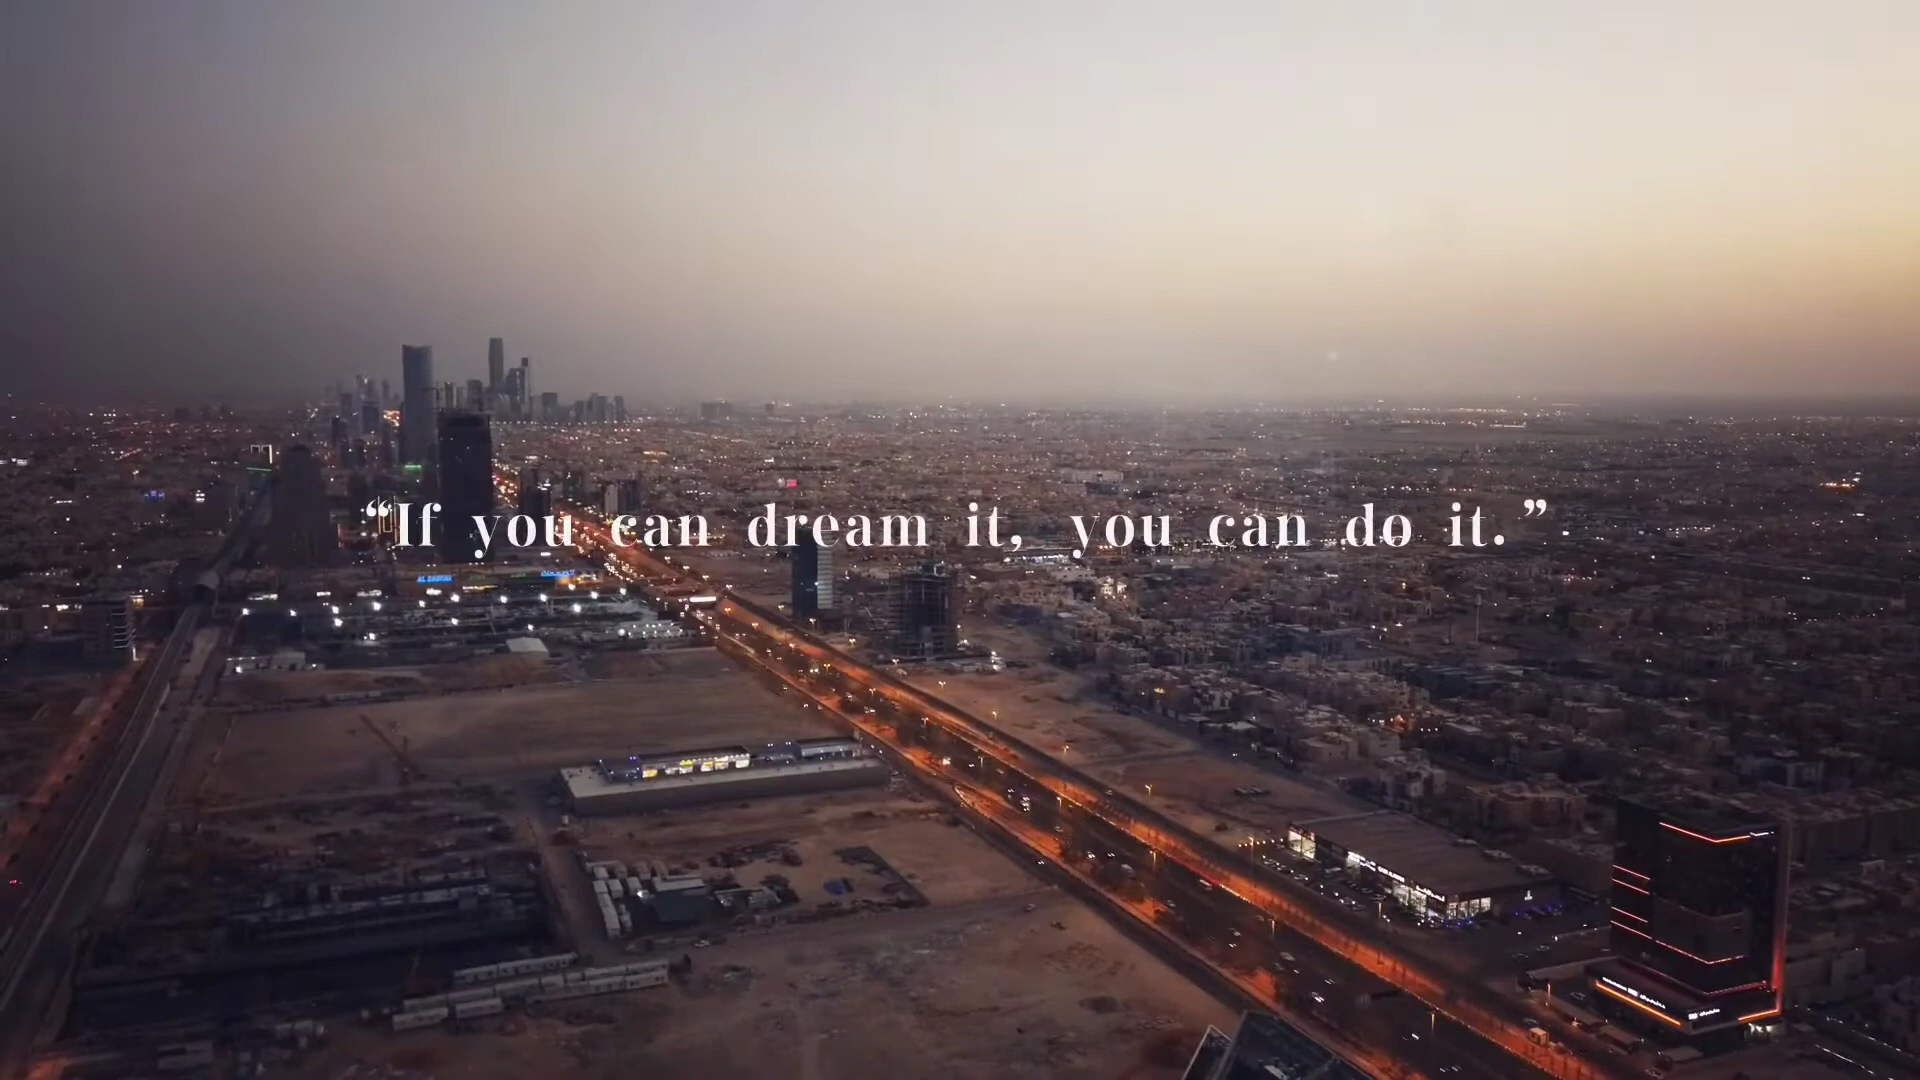 “If you can dream it, you can do it.”